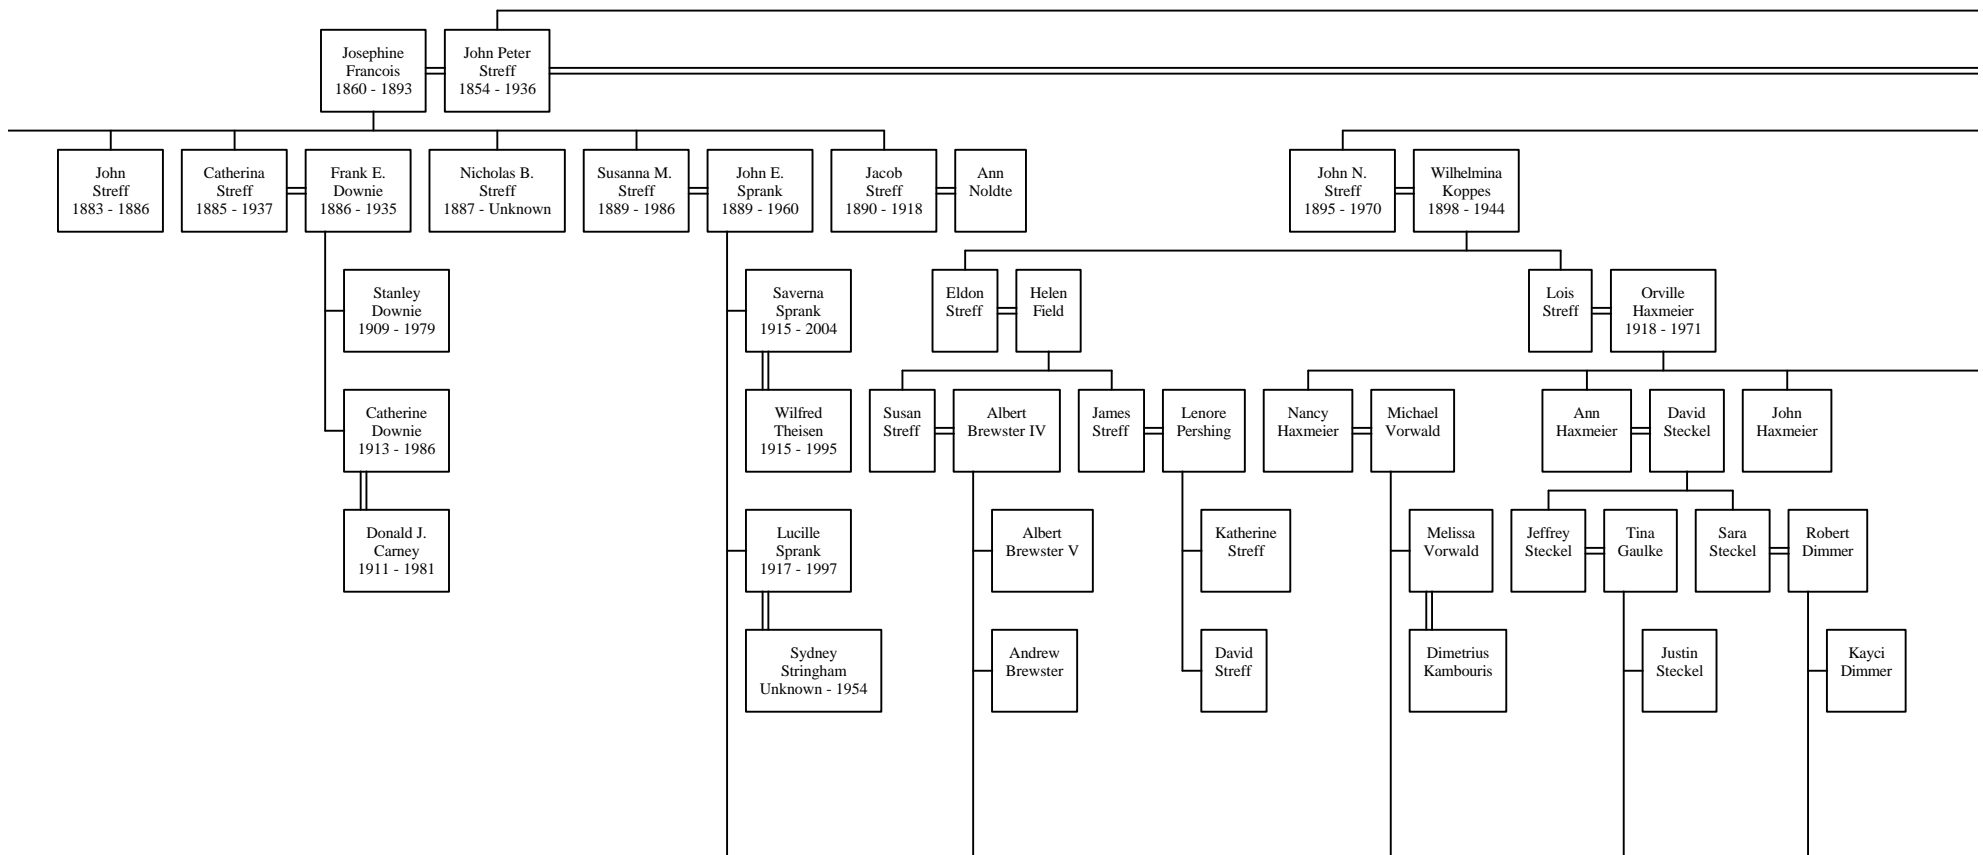 Josephine
Francois
1860 - 1893
John Peter
Streff
1854 - 1936
John
Streff
1883 - 1886
Catherina
Streff
1885 - 1937
Frank E.
Downie
1886 - 1935
Nicholas B.
Streff
1887 - Unknown
Susanna M.
Streff
1889 - 1986
John E.
Sprank
1889 - 1960
Jacob
Streff
1890 - 1918
Ann
Noldte
John N.
Streff
1895 - 1970
Wilhelmina
Koppes
1898 - 1944
Stanley
Downie
1909 - 1979
Saverna
Sprank
1915 - 2004
Eldon
Streff
Helen
Field
Lois
Streff
Orville
Haxmeier
1918 - 1971
Catherine
Downie
1913 - 1986
Wilfred
Theisen
1915 - 1995
Susan
Streff
Albert
Brewster IV
James
Streff
Lenore
Pershing
Nancy
Haxmeier
Michael
Vorwald
Ann
Haxmeier
David
Steckel
John
Haxmeier
Donald J.
Carney
1911 - 1981
Lucille
Sprank
1917 - 1997
Albert
Brewster V
Katherine
Streff
Melissa
Vorwald
Jeffrey
Steckel
Tina
Gaulke
Sara
Steckel
Robert
Dimmer
Sydney
Stringham
Unknown - 1954
Andrew
Brewster
David
Streff
Dimetrius
Kambouris
Justin
Steckel
Kayci
Dimmer